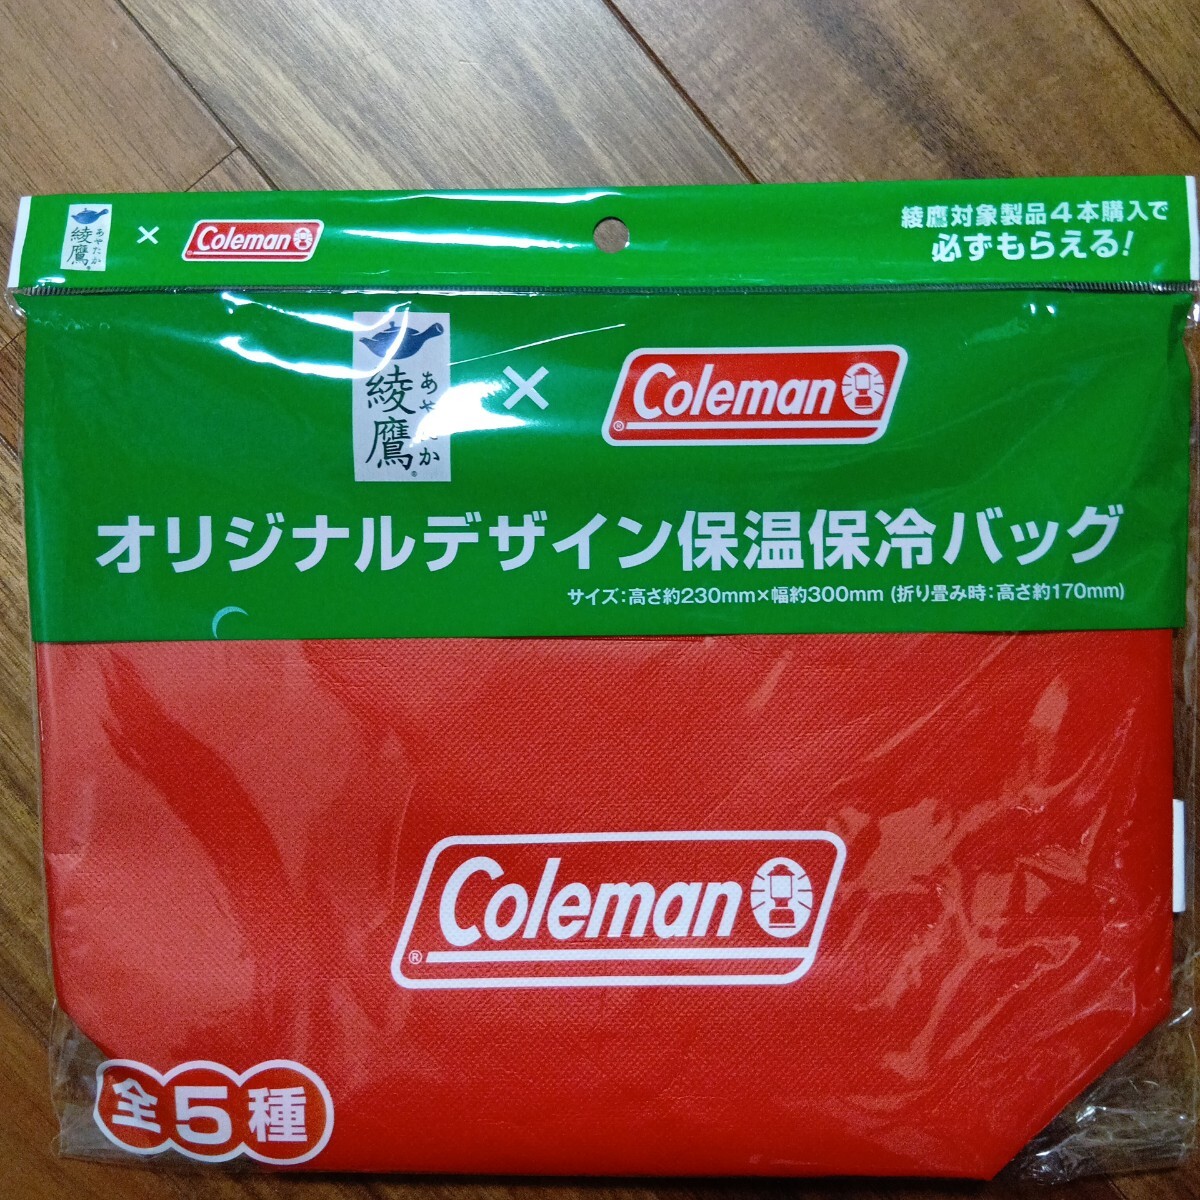 綾鷹 あやたか ® × Coleman ®
綾鷹対象製品4本購入で
必ずもらえる!
綾鷹 あやたか ® × Coleman ®
オリジナルデザイン保温保冷バッグ
サイズ:高さ約230mm×幅約300mm (折り畳み時:高さ約170mm)
Coleman ®
全5種